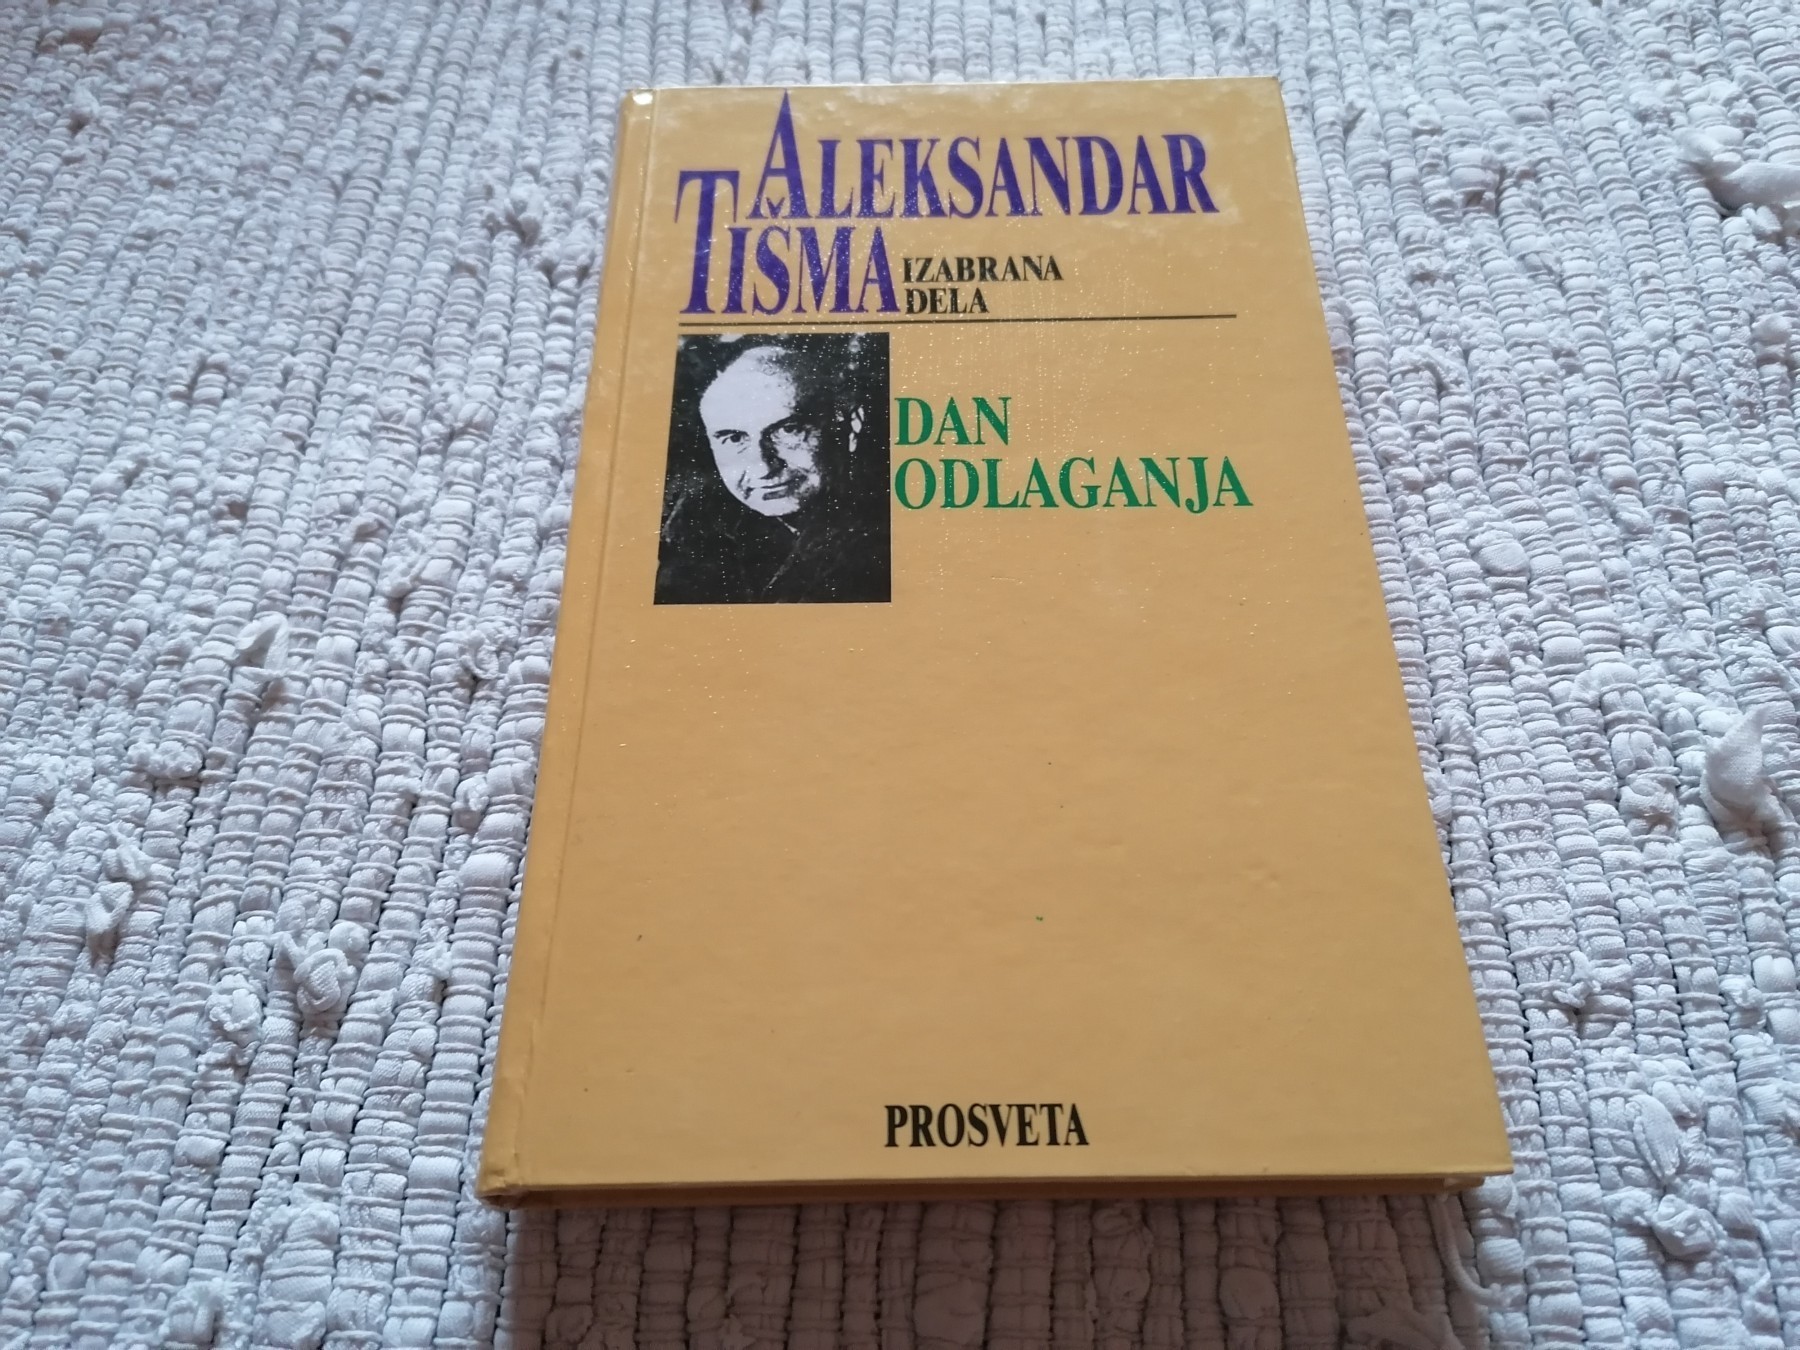 ALEKSANDAR
TIŠMA IZABRANA
DELA
DAN
ODLAGANJA
PROSVETA